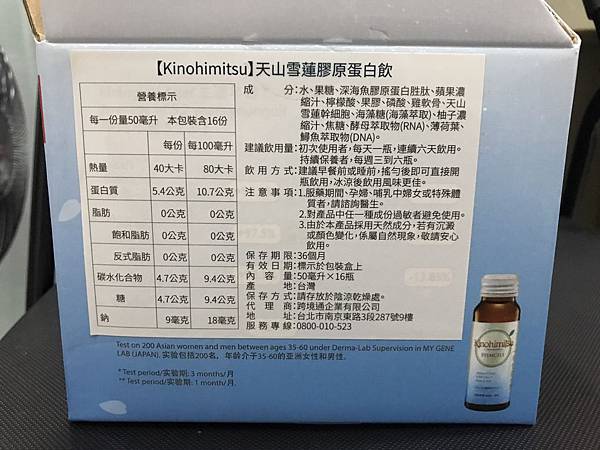 【Kinohimitsu】天山雪蓮膠原蛋白飲
營養標示
每一份量50毫升 本包裝含16份
每份 每100毫升
熱量 40大卡 80大卡
蛋白質 5.4公克 10.7公克
脂肪 0公克 0公克
飽和脂肪 0公克 0公克
反式脂肪 0公克 0公克
碳水化合物 4.7公克 9.4公克
糖 4.7公克 9.4公克
鈉 9毫克 18毫克
成分:水、果糖、深海魚膠原蛋白胜肽、蘋果濃
縮汁、檸檬酸、果膠、磷酸、雞軟骨、天山
雪蓮幹細胞、海藻糖(海藻萃取)、柚子濃
縮汁、焦糖、酵母萃取物(RNA)、薄荷葉、
鱘魚萃取物(DNA)。
建議飲用量:初次使用者,每天一瓶,連續六天飲用。
持續保養者,每週三到六瓶。
飲用方式:建議早餐前或睡前,搖勻後即可直接開
瓶飲用,冰涼後飲用風味更佳。
注意事項:1.服藥期間、孕婦、哺乳中婦女或特殊體
質者,請諮詢醫生。
2.對產品中任一種成份過敏者避免使用。
3.由於本產品採用天然成分,若有沉澱
或顏色變化,係屬自然現象,敬請安心
飲用。
保存期限:36個月
有效日期:標示於包裝盒上
內容量:50毫升×16瓶
產地:台灣
保存方式:請存放於陰涼乾燥處。
代理商:跨境通企業有限公司
地址:台北市南京東路3段287號9樓
服務專線:0800-010-523
Test on 200 Asian women and men between ages 35-60 under Derma-Lab Supervision in MY GENE
LAB (JAPAN). 实验包括200名, 年龄介于35-60的亚洲女性和男性.
* Test period/实验期: 3 months/月
** Test period/实验期: 1 month/月.
Kinohimitsu